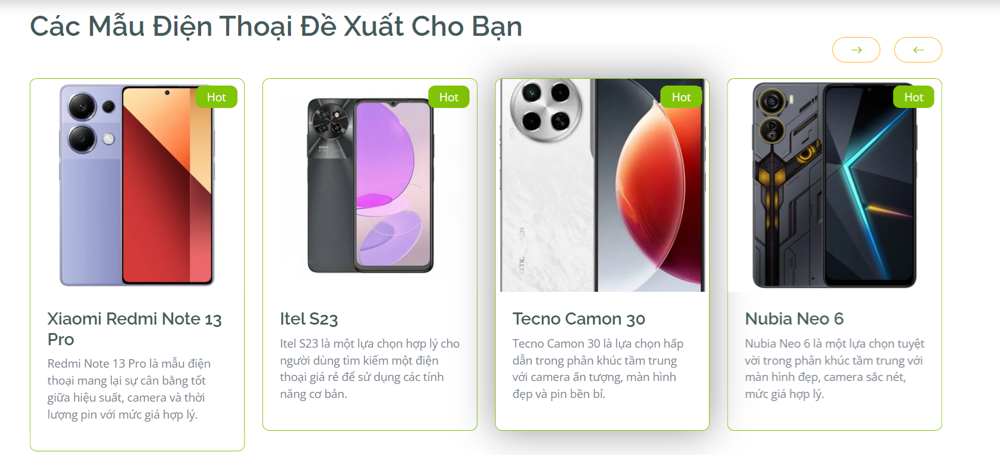 Các Mẫu Điện Thoại Đề Xuất Cho Bạn
Hot
Xiaomi Redmi Note 13
Pro
Redmi Note 13 Pro là mẫu điện
thoại mang lại sự cân bằng tốt
giữa hiệu suất, camera và thời
lượng pin với mức giá hợp lý.
Hot
Itel S23
Itel S23 là một lựa chọn hợp lý cho
người dùng tìm kiếm một điện
thoại giá rẻ để sử dụng các tính
năng cơ bản.
Hot
Tecno Camon 30
Tecno Camon 30 là lựa chọn hấp
dẫn trong phân khúc tầm trung
với camera ấn tượng, màn hình
đẹp và pin bền bỉ.
Hot
Nubia Neo 6
Nubia Neo 6 là một lựa chọn tuyệt
vời trong phân khúc tầm trung với
màn hình đẹp, camera sắc nét,
mức giá hợp lý.